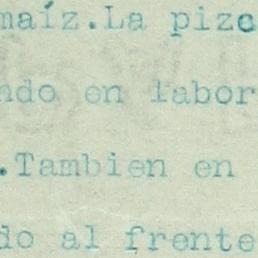 maíz.La pizc
ndo en labor
.Tambien en
do al frente